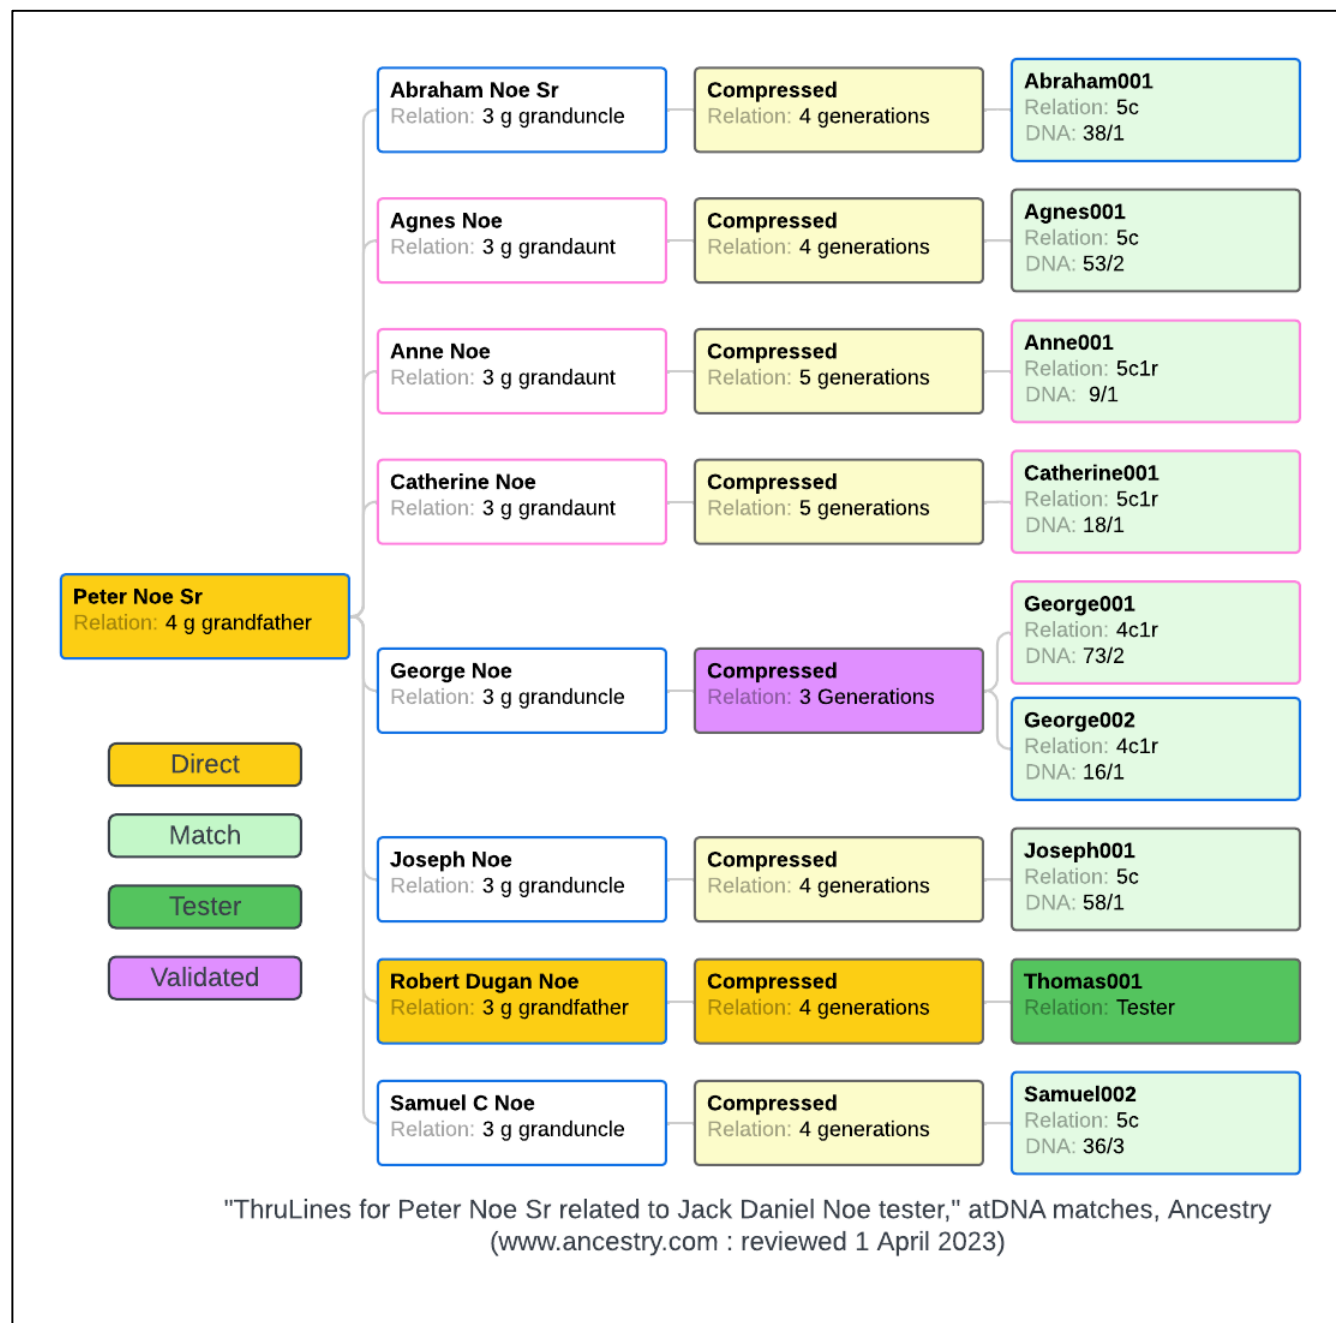 Abraham Noe Sr
Relation: 3 g granduncle
Compressed
Relation: 4 generations
Abraham001
Relation: 5c
DNA: 38/1
Agnes Noe
Relation: 3 g grandaunt
Compressed
Relation: 4 generations
Agnes001
Relation: 5c
DNA: 53/2
Anne Noe
Relation: 3 g grandaunt
Compressed
Relation: 5 generations
Anne001
Relation: 5c1r
DNA: 9/1
Catherine Noe
Relation: 3 g grandaunt
Compressed
Relation: 5 generations
Catherine001
Relation: 5c1r
DNA: 18/1
Peter Noe Sr
Relation: 4 g grandfather
George Noe
Relation: 3 g granduncle
Compressed
Relation: 3 Generations
George001
Relation: 4c1r
DNA: 73/2
George002
Relation: 4c1r
DNA: 16/1
Direct
Match
Tester
Validated
Joseph Noe
Relation: 3 g granduncle
Compressed
Relation: 4 generations
Joseph001
Relation: 5c
DNA: 58/1
Robert Dugan Noe
Relation: 3 g grandfather
Compressed
Relation: 4 generations
Thomas001
Relation: Tester
Samuel C Noe
Relation: 3 g granduncle
Compressed
Relation: 4 generations
Samuel002
Relation: 5c
DNA: 36/3
"ThruLines for Peter Noe Sr related to Jack Daniel Noe tester," atDNA matches, Ancestry
(www.ancestry.com : reviewed 1 April 2023)